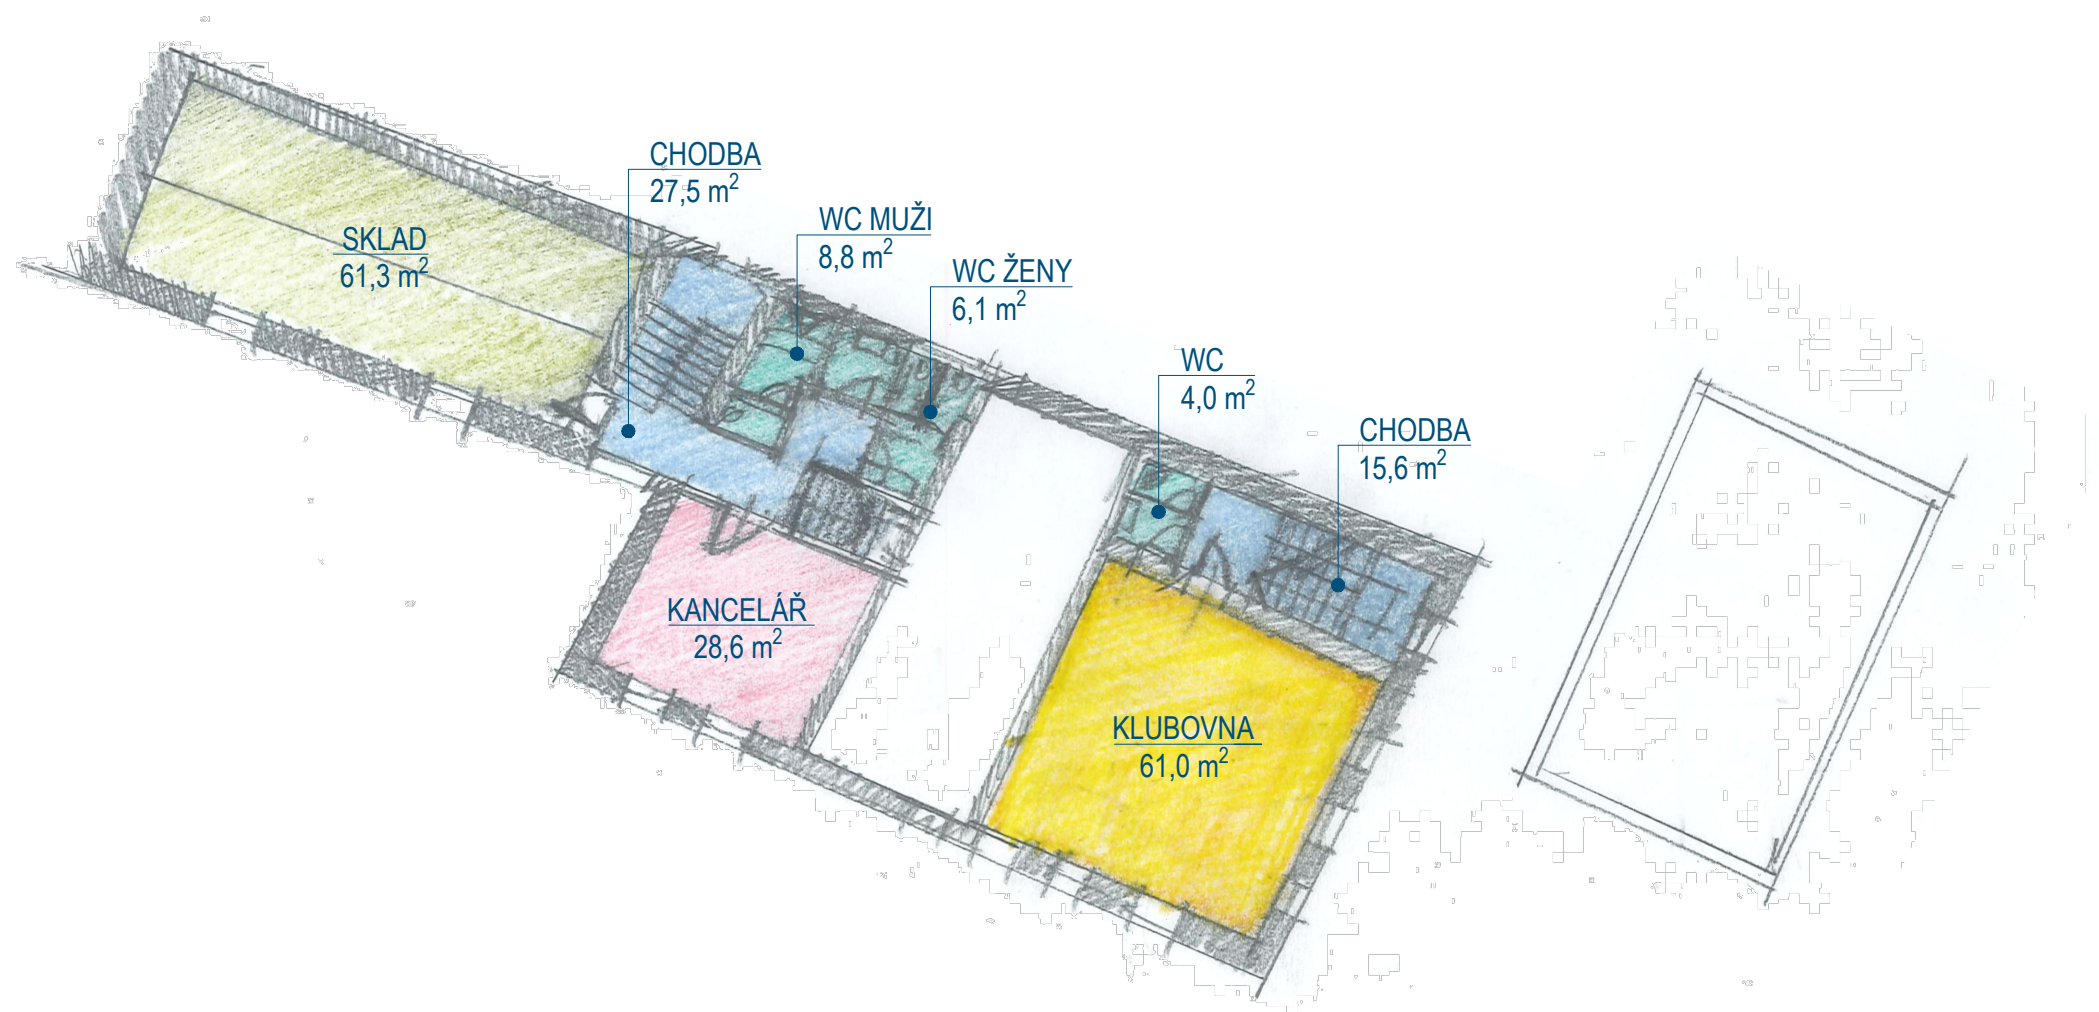 CHODBA
27,5 m²
WC MUŽI
8,8 m²
SKLAD
61,3 m²
WC ŽENY
6,1 m²
WC
4,0 m²
CHODBA
15,6 m²
KANCELÁŘ
28,6 m²
KLUBOVNA
61,0 m²